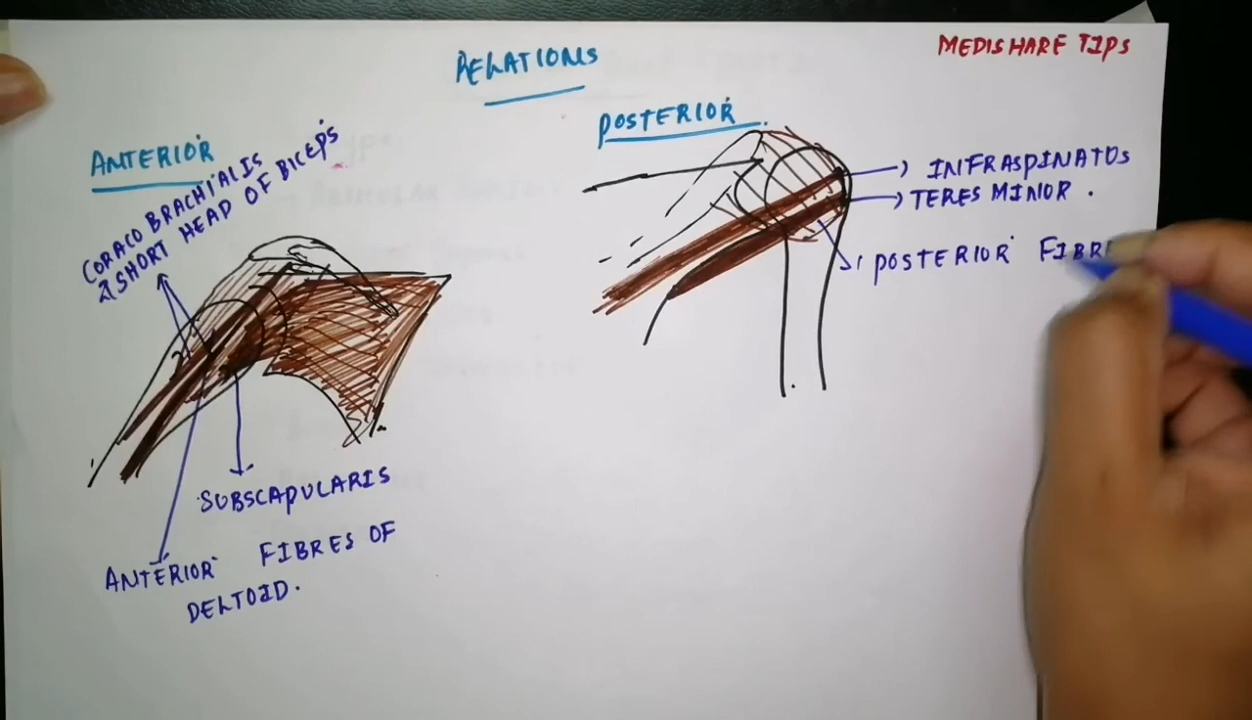 RELATIONS
MEDISHARE TIPS
ANTERIOR
CORACO BRACHIALIS
& SHORT HEAD OF BICEPS
SUBSCAPULARIS
ANTERIOR FIBRES OF
DELTOID.
POSTERIOR
INFRASPINATUS
TERES MINOR.
POSTERIOR FIBRE